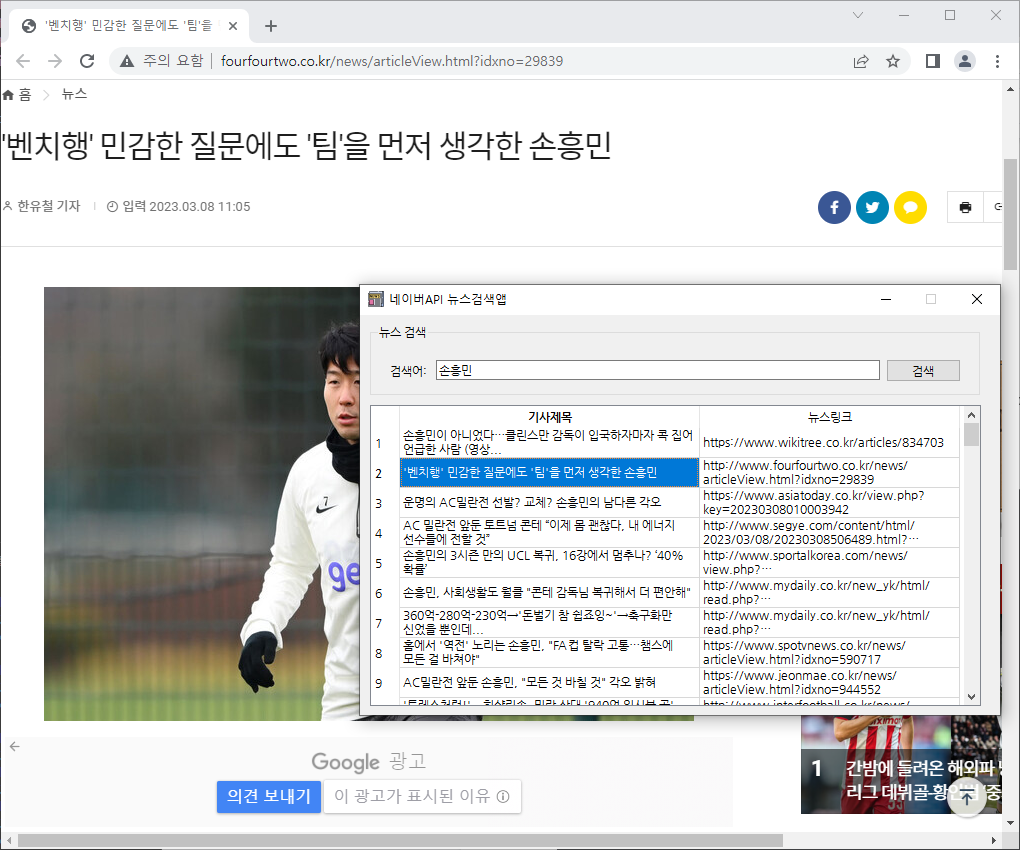 '벤치행' 민감한 질문에도 '팀'을
주의 요함
fourfourtwo.co.kr/news/articleView.html?idxno=29839
홈 > 뉴스
'벤치행' 민감한 질문에도 '팀'을 먼저 생각한 손흥민
한유철 기자
입력 2023.03.08 11:05
7
네이버API 뉴스검색앱
뉴스 검색
검색어:
손흥민
검색
기사제목
뉴스링크
1
손흥민이 아니었다…클린스만 감독이 입국하자마자 콕 집어
언급한 사람 (영상...
https://www.wikitree.co.kr/articles/834703
2
'벤치행' 민감한 질문에도 '팀'을 먼저 생각한 손흥민
http://www.fourfourtwo.co.kr/news/
articleView.html?idxno=29839
3
운명의 AC밀란전 선발? 교체? 손흥민의 남다른 각오
https://www.asiatoday.co.kr/view.php?
key=20230308010003942
4
AC 밀란전 앞둔 토트넘 콘테 “이제 몸 괜찮다, 내 에너지
선수들에 전할 것”
http://www.segye.com/content/html/
2023/03/08/20230308506489.html?…
5
손흥민의 3시즌 만의 UCL 복귀, 16강에서 멈추나? ‘40%
확률’
https://www.sportalkorea.com/news/
view.php?…
6
손흥민, 사회생활도 월클 "콘테 감독님 복귀해서 더 편안해"
http://www.mydaily.co.kr/new_yk/html/
read.php?…
7
360억-280억-230억→'돈벌기 참 쉽죠잉~'→축구화만
신었을 뿐인데...
http://www.mydaily.co.kr/new_yk/html/
read.php?…
8
홈에서 '역전' 노리는 손흥민, "FA컵 탈락 고통…챔스에
모든 걸 바쳐야"
https://www.spotvnews.co.kr/news/
articleView.html?idxno=590717
9
AC밀란전 앞둔 손흥민, "모든 것 바칠 것" 각오 밝혀
https://www.jeonmae.co.kr/news/
articleView.html?idxno=944552
http://www.interfootball.co.kr/news/
Google 광고
의견 보내기
이 광고가 표시된 이유
1
간밤에 들려온 해외파
리그 데뷔골-황인범